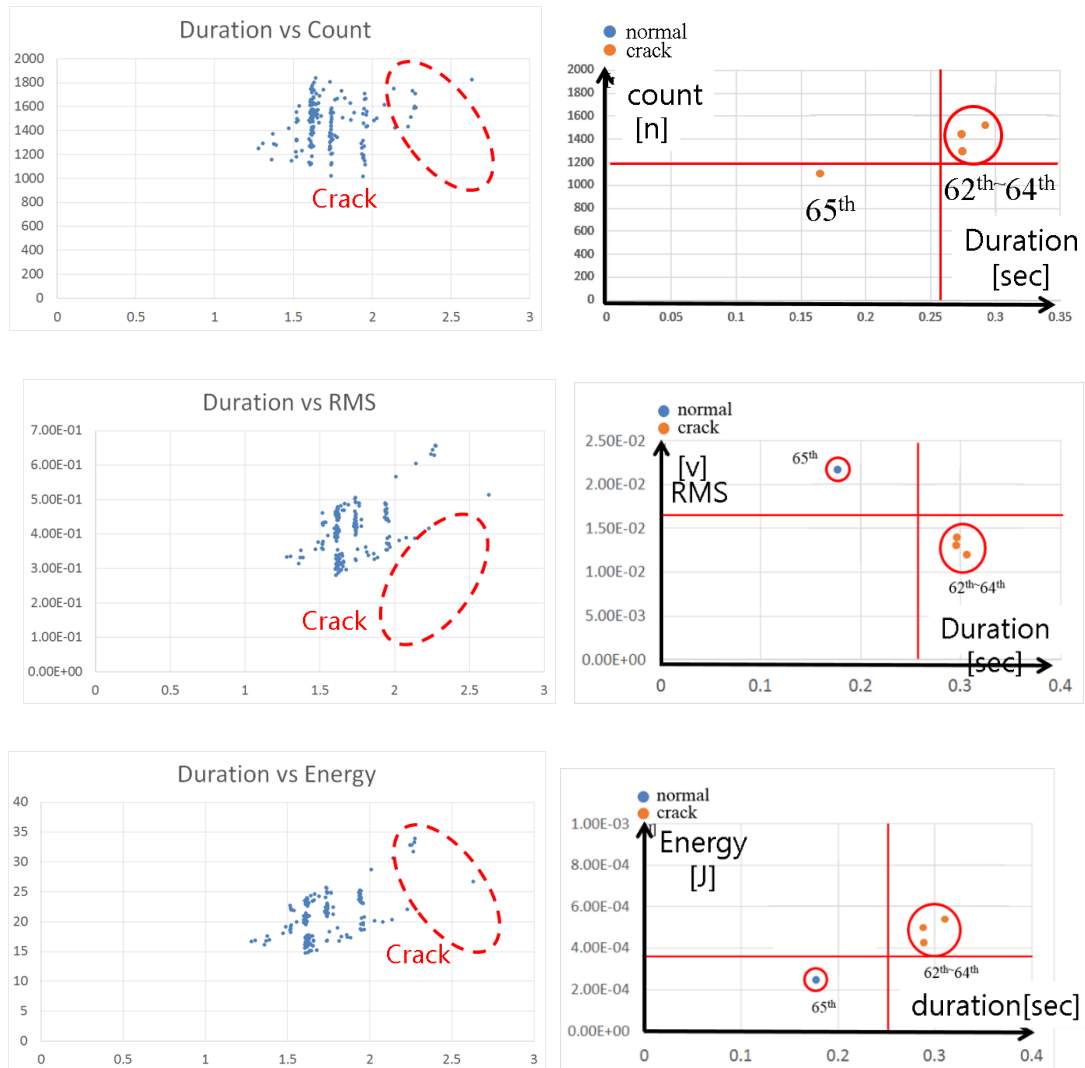 Duration vs Count
2000
1800
1600
1400
1200
1000
800
600
400
200
0
0 0.5 1 1.5 2 2.5 3
Crack
normal
crack
2000
1800
1600
1400
1200
1000
800
600
400
200
0
count
[n]
65th
62th~64th
Duration
[sec]
0 0.05 0.1 0.15 0.2 0.25 0.3 0.35
Duration vs RMS
7.00E-01
6.00E-01
5.00E-01
4.00E-01
3.00E-01
2.00E-01
1.00E-01
0.00E+00
0 0.5 1 1.5 2 2.5 3
Crack
normal
crack
2.50E-02
2.00E-02
1.50E-02
1.00E-02
5.00E-03
0.00E+00
[v]
RMS
65th
62th~64th
Duration
[sec]
0 0.1 0.2 0.3 0.4
Duration vs Energy
40
35
30
25
20
15
10
5
0
0 0.5 1 1.5 2 2.5 3
Crack
normal
crack
1.00E-03
8.00E-04
6.00E-04
4.00E-04
2.00E-04
0.00E+00
Energy
[J]
62th~64th
65th
duration[sec]
0 0.1 0.2 0.3 0.4